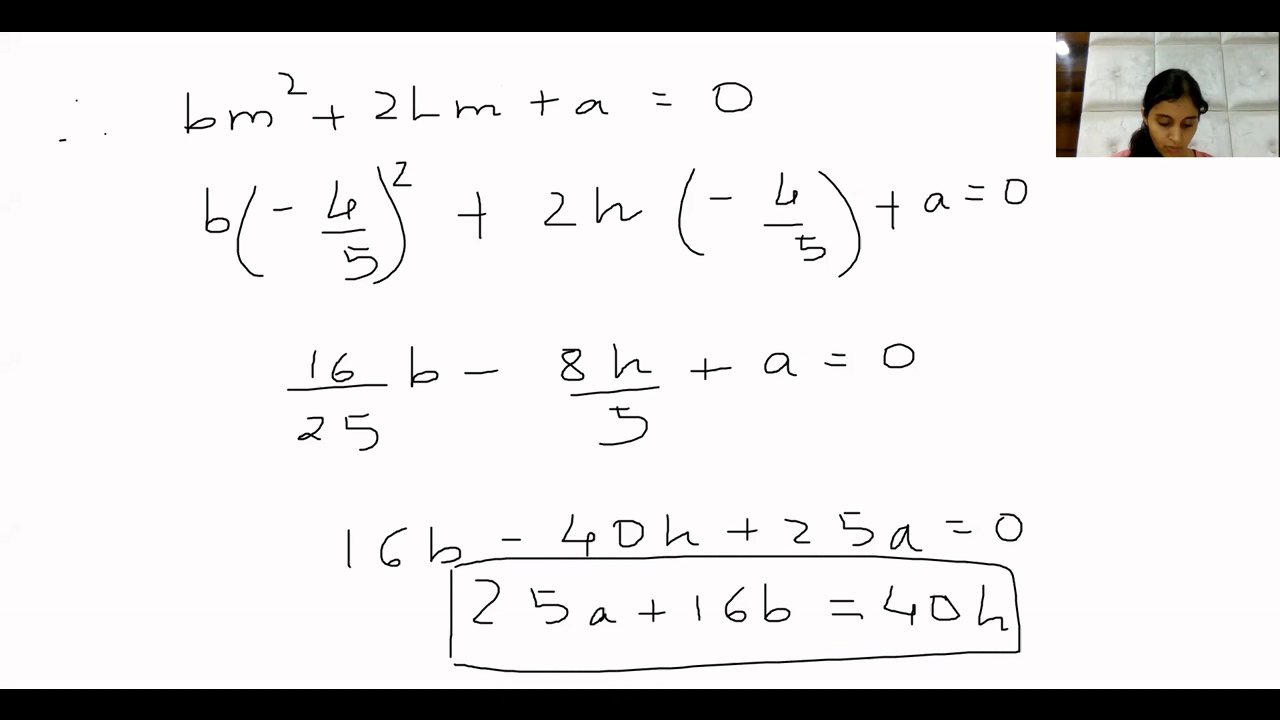 ∴ bm² + 2hm + a = 0
b(-4/5)² + 2h(-4/5) + a = 0
16/25 b - 8h/5 + a = 0
16b - 40h + 25a = 0
25a + 16b = 40h